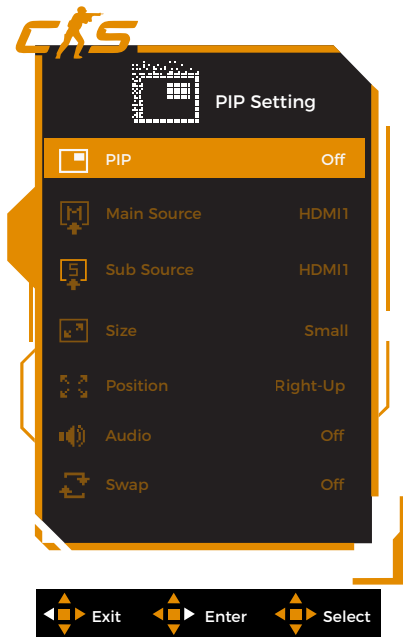 CS
PIP Setting
PIP Off
M Main Source HDMI1
S Sub Source HDMI1
Size Small
Position Right-Up
Audio Off
Swap Off
Exit Enter Select